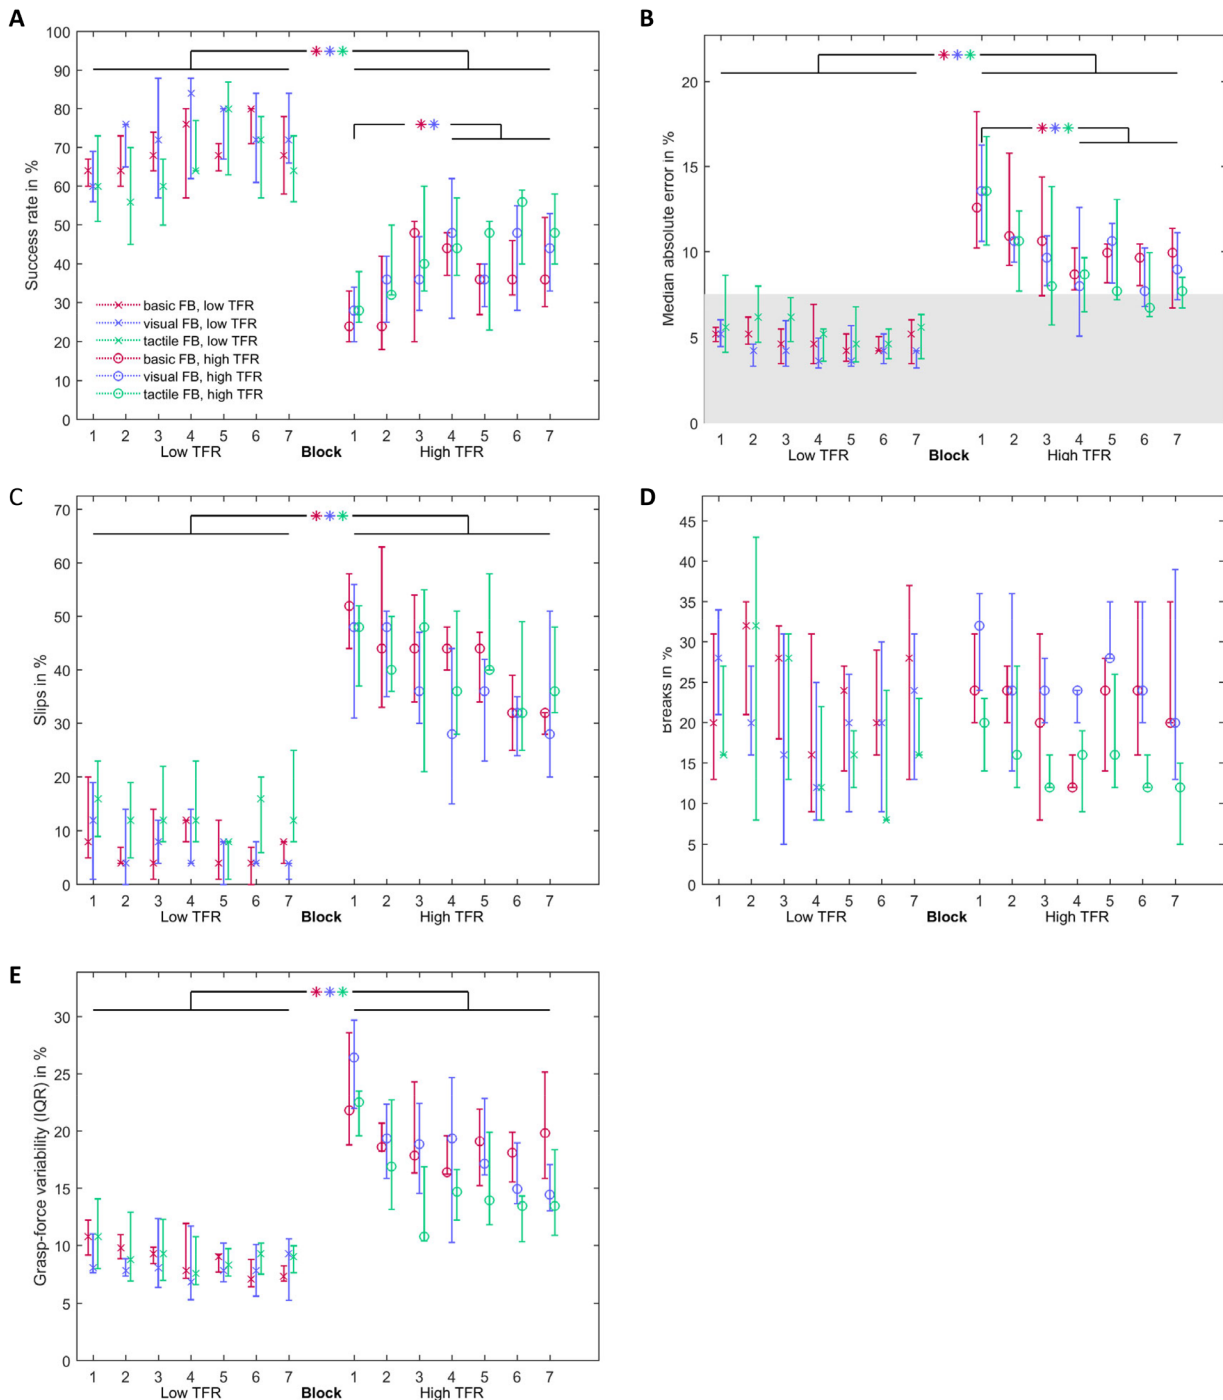 A
Success rate in %
100
90
80
70
60
50
40
30
20
10
0
basic FB, low TFR
visual FB, low TFR
tactile FB, low TFR
basic FB, high TFR
visual FB, high TFR
tactile FB, high TFR
1 2 3 4 5 6 7 1 2 3 4 5 6 7
Low TFR Block High TFR
B
Median absolute error in %
20
15
10
5
0
1 2 3 4 5 6 7 1 2 3 4 5 6 7
Low TFR Block High TFR
C
Slips in %
70
60
50
40
30
20
10
0
1 2 3 4 5 6 7 1 2 3 4 5 6 7
Low TFR Block High TFR
D
Breaks in %
45
40
35
30
25
20
15
10
5
0
1 2 3 4 5 6 7 1 2 3 4 5 6 7
Low TFR Block High TFR
E
Grasp-force variability (IQR) in %
30
25
20
15
10
5
0
1 2 3 4 5 6 7 1 2 3 4 5 6 7
Low TFR Block High TFR